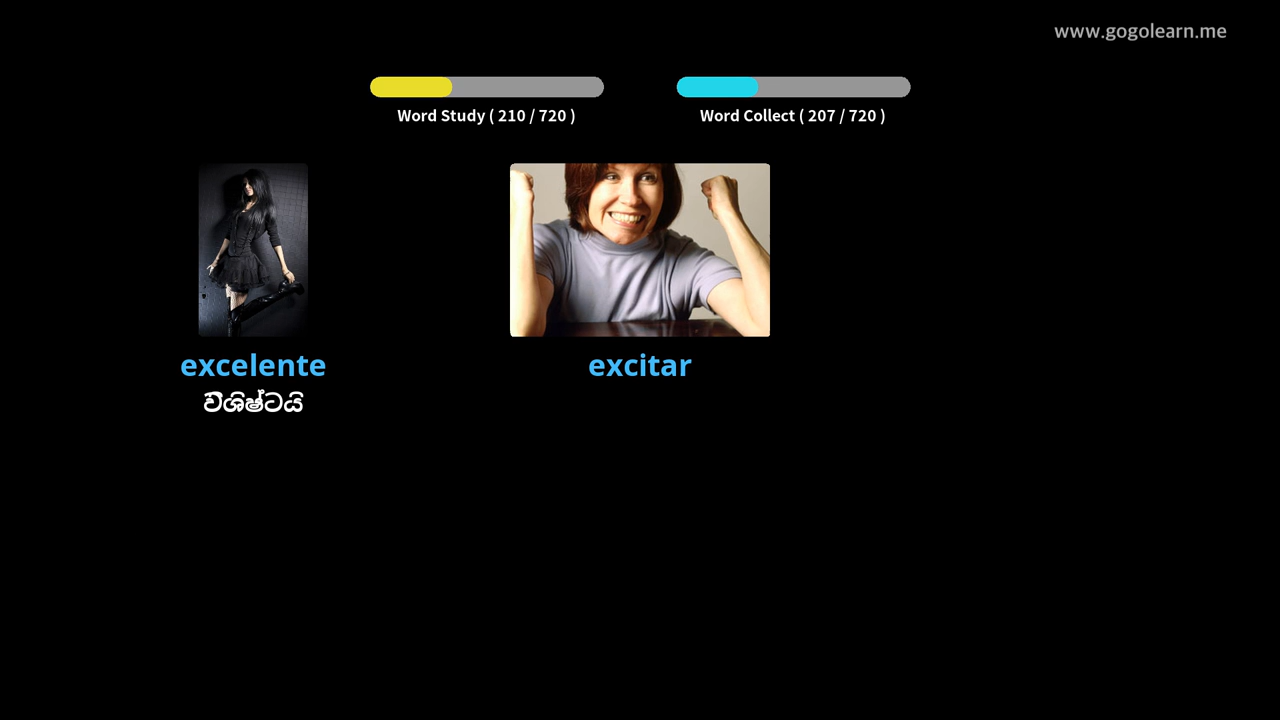 www.gogolearn.me
Word Study ( 210 / 720 )
Word Collect ( 207 / 720 )
excelente
විශිෂ්ටයි
excitar